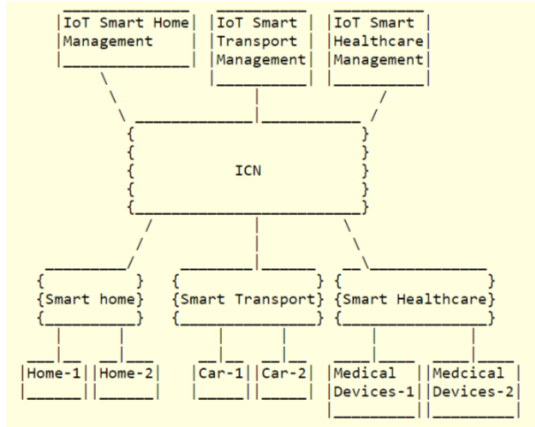 IoT Smart Home IoT Smart IoT Smart
Management Transport Healthcare
Management Management
ICN
Smart home Smart Transport Smart Healthcare
Home-1 Home-2 Car-1 Car-2 Medical Medcical
Devices-1 Devices-2